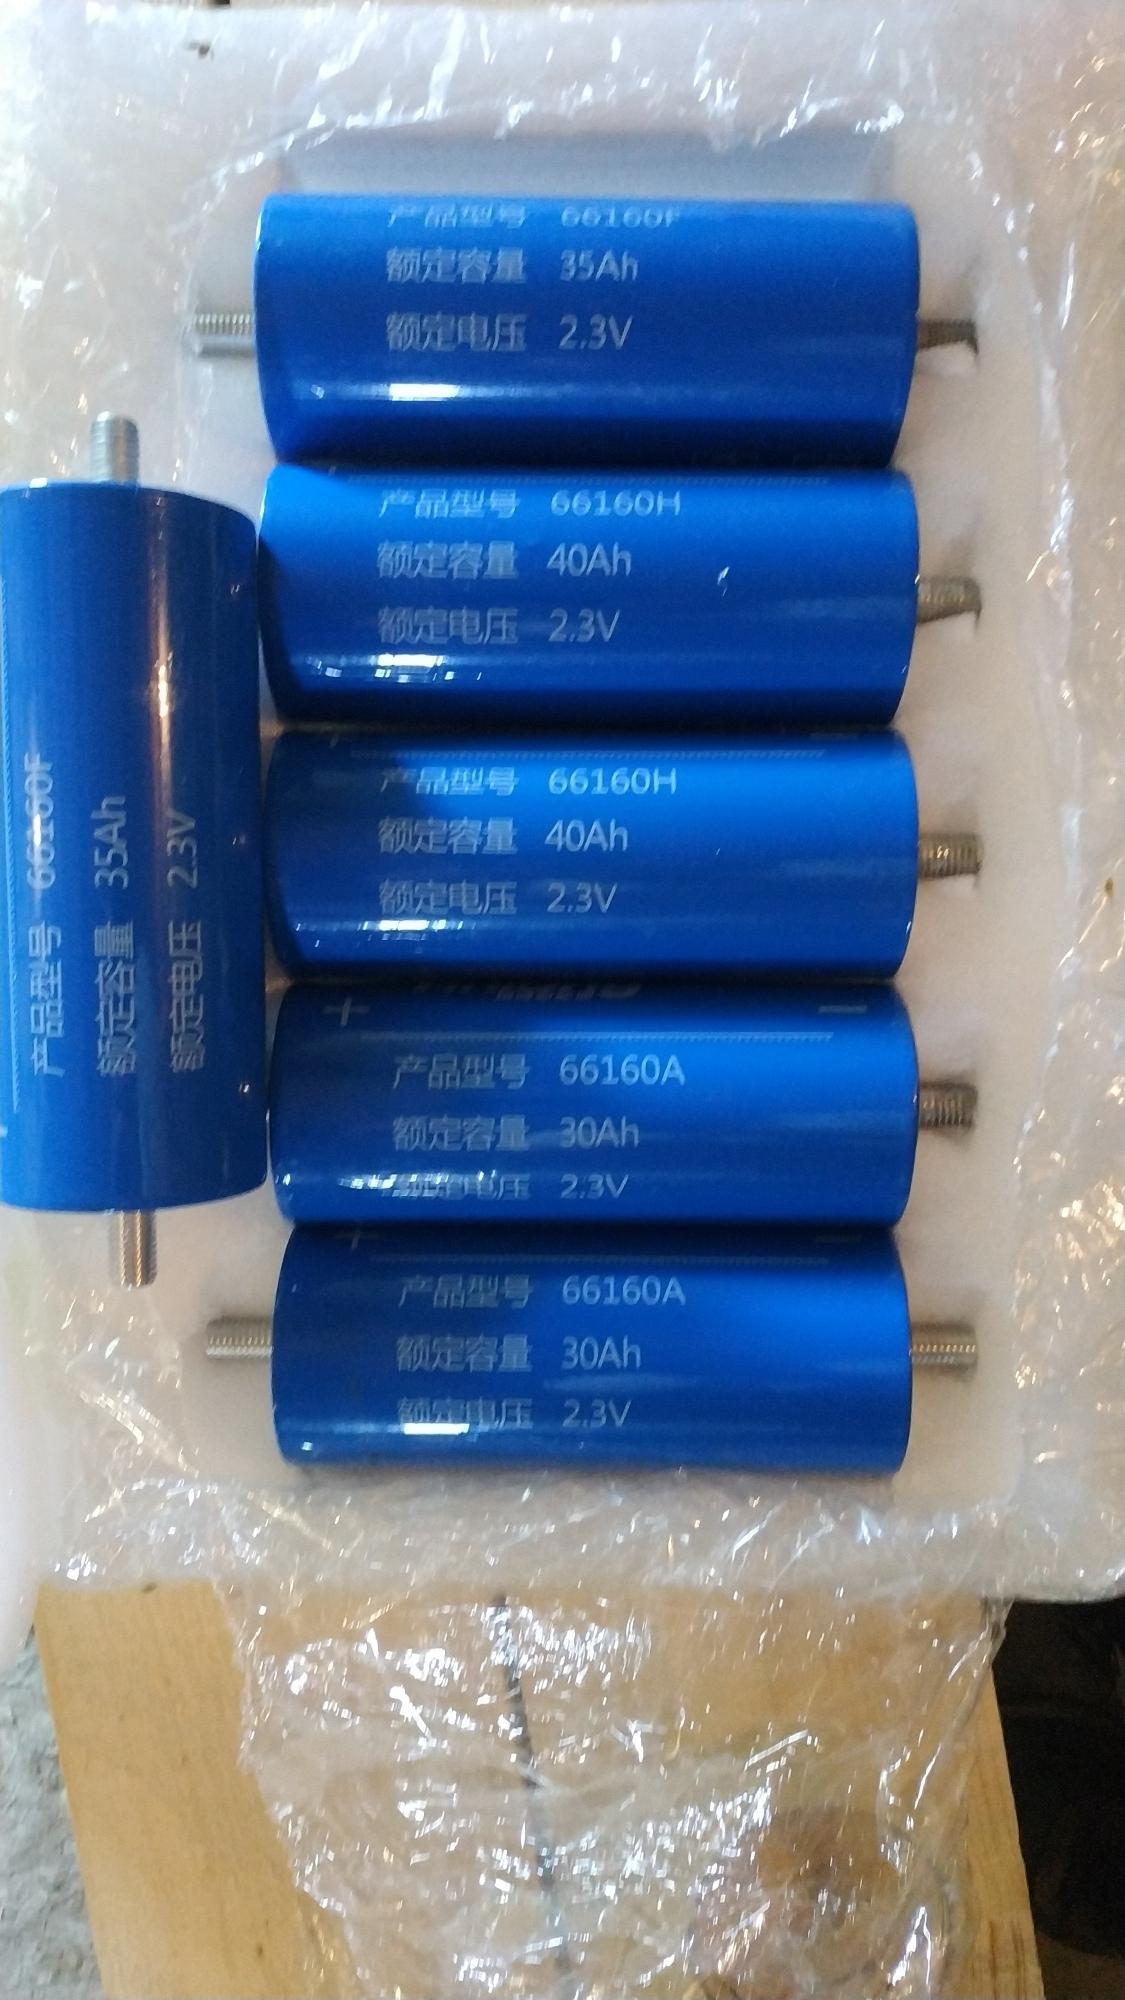 产品型号 66160F
额定容量 35Ah
额定电压 2.3V
产品型号 66160H
额定容量 40Ah
额定电压 2.3V
产品型号 66160H
额定容量 40Ah
额定电压 2.3V
+ −
产品型号 66160A
额定容量 30Ah
额定电压 2.3V
+ −
产品型号 66160A
额定容量 30Ah
额定电压 2.3V
产品型号 66160F
额定容量 35Ah
额定电压 2.3V